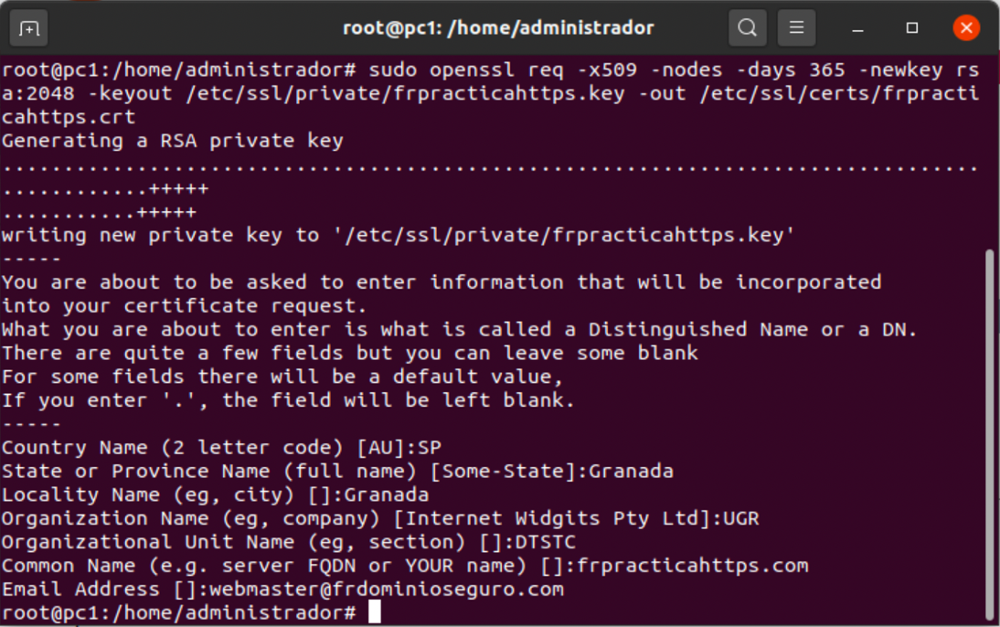 root@pc1: /home/administrador
root@pc1:/home/administrador# sudo openssl req -x509 -nodes -days 365 -newkey rs
a:2048 -keyout /etc/ssl/private/frpracticahttps.key -out /etc/ssl/certs/frpracti
cahttps.crt
Generating a RSA private key
................................................................................
............+++++
...........+++++
writing new private key to '/etc/ssl/private/frpracticahttps.key'
-----
You are about to be asked to enter information that will be incorporated
into your certificate request.
What you are about to enter is what is called a Distinguished Name or a DN.
There are quite a few fields but you can leave some blank
For some fields there will be a default value,
If you enter '.', the field will be left blank.
-----
Country Name (2 letter code) [AU]:SP
State or Province Name (full name) [Some-State]:Granada
Locality Name (eg, city) []:Granada
Organization Name (eg, company) [Internet Widgits Pty Ltd]:UGR
Organizational Unit Name (eg, section) []:DTSTC
Common Name (e.g. server FQDN or YOUR name) []:frpracticahttps.com
Email Address []:webmaster@frdominioseguro.com
root@pc1:/home/administrador#